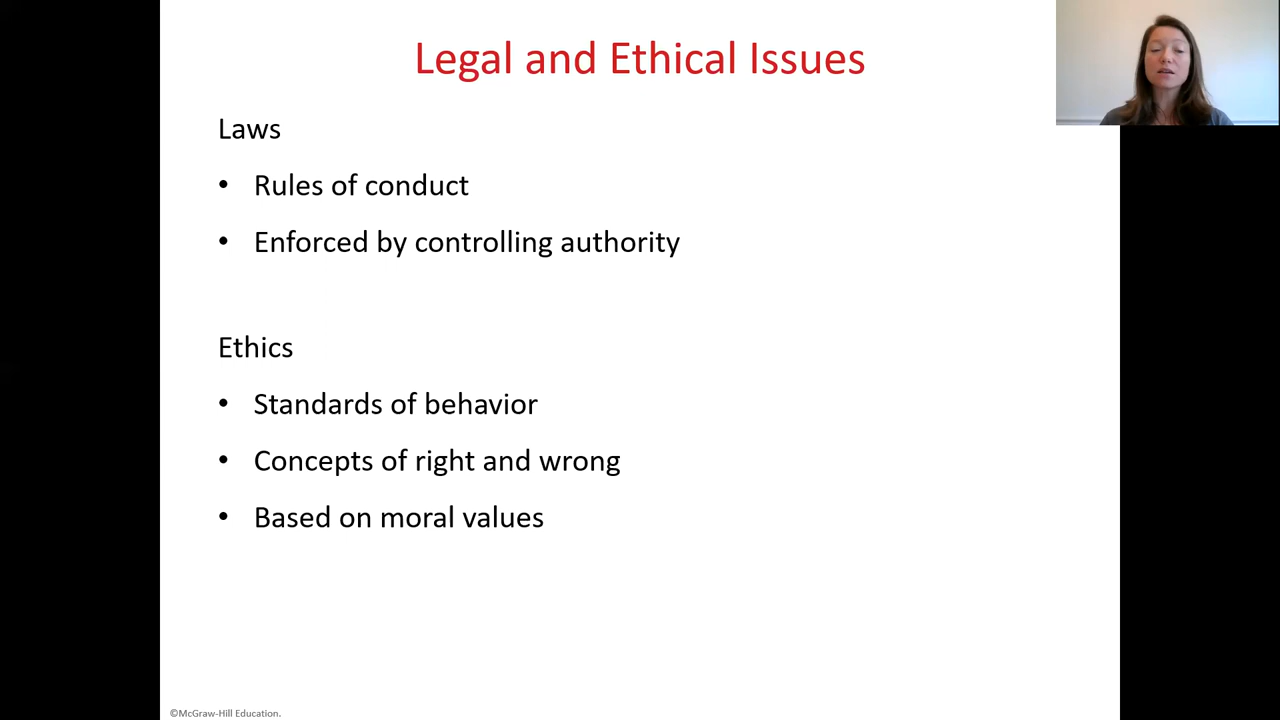 Legal and Ethical Issues
Laws
• Rules of conduct
• Enforced by controlling authority
Ethics
• Standards of behavior
• Concepts of right and wrong
• Based on moral values
©McGraw-Hill Education.